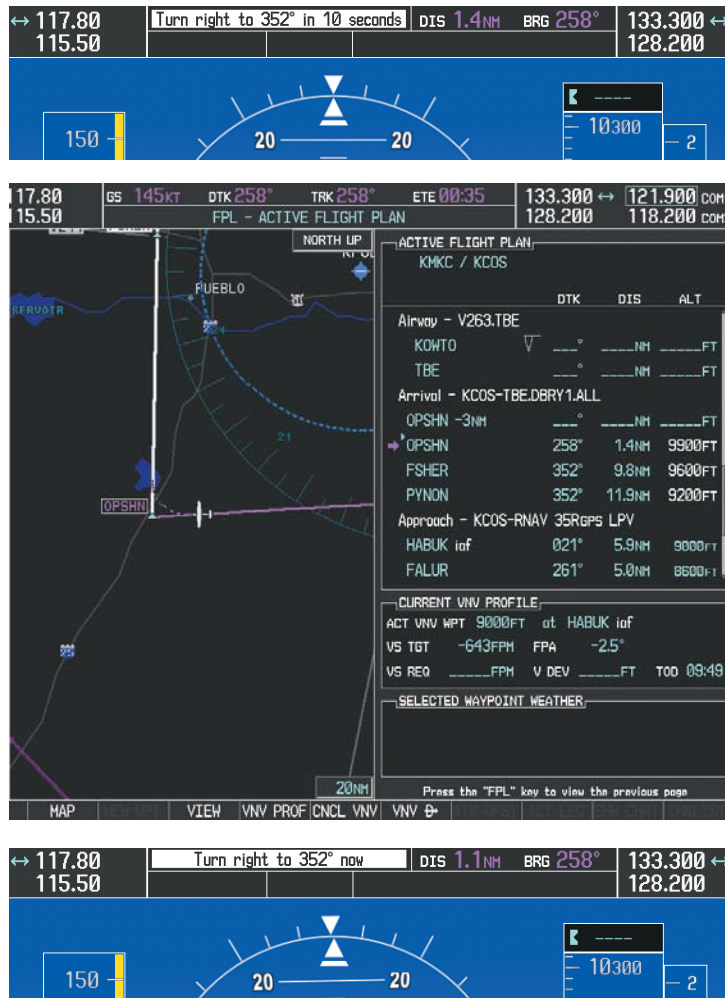 ↔ 117.80 Turn right to 352° in 10 seconds DIS 1.4NM BRG 258° 133.300 ↔
115.50 128.200
150 20 20 10300 2
17.80 GS 145KT DTK 258° TRK 258° ETE 00:35 133.300 ↔ 121.900 COM
115.50 FPL – ACTIVE FLIGHT PLAN 128.200 118.200 COM
NORTH UP
PUEBLO
SERVOIR
24
21
OPSHN
25
20NM
ACTIVE FLIGHT PLAN
KMKC / KCOS
DTK DIS ALT
Airway – V263.TBE
KOWTO ___° ____NM _____FT
TBE ___° ____NM _____FT
Arrival – KCOS-TBE.DBRY1.ALL
OPSHN -3NM ___° ____NM _____FT
OPSHN 258° 1.4NM 9900FT
FSHER 352° 9.8NM 9600FT
PYNON 352° 11.9NM 9200FT
Approach – KCOS-RNAV 35RGPS LPV
HABUK iaf 021° 5.9NM 9000FT
FALUR 261° 5.0NM 8600FT
CURRENT VNV PROFILE
ACT VNV WPT 9000FT at HABUK iaf
VS TGT -643FPM FPA -2.5°
VS REQ _____FPM V DEV _____FT TOD 09:49
SELECTED WAYPOINT WEATHER
Press the "FPL" key to view the previous page
MAP VIEW VNV PROF CNCL VNV VNV
↔ 117.80 Turn right to 352° now DIS 1.1NM BRG 258° 133.300 ↔
115.50 128.200
150 20 20 10300 2